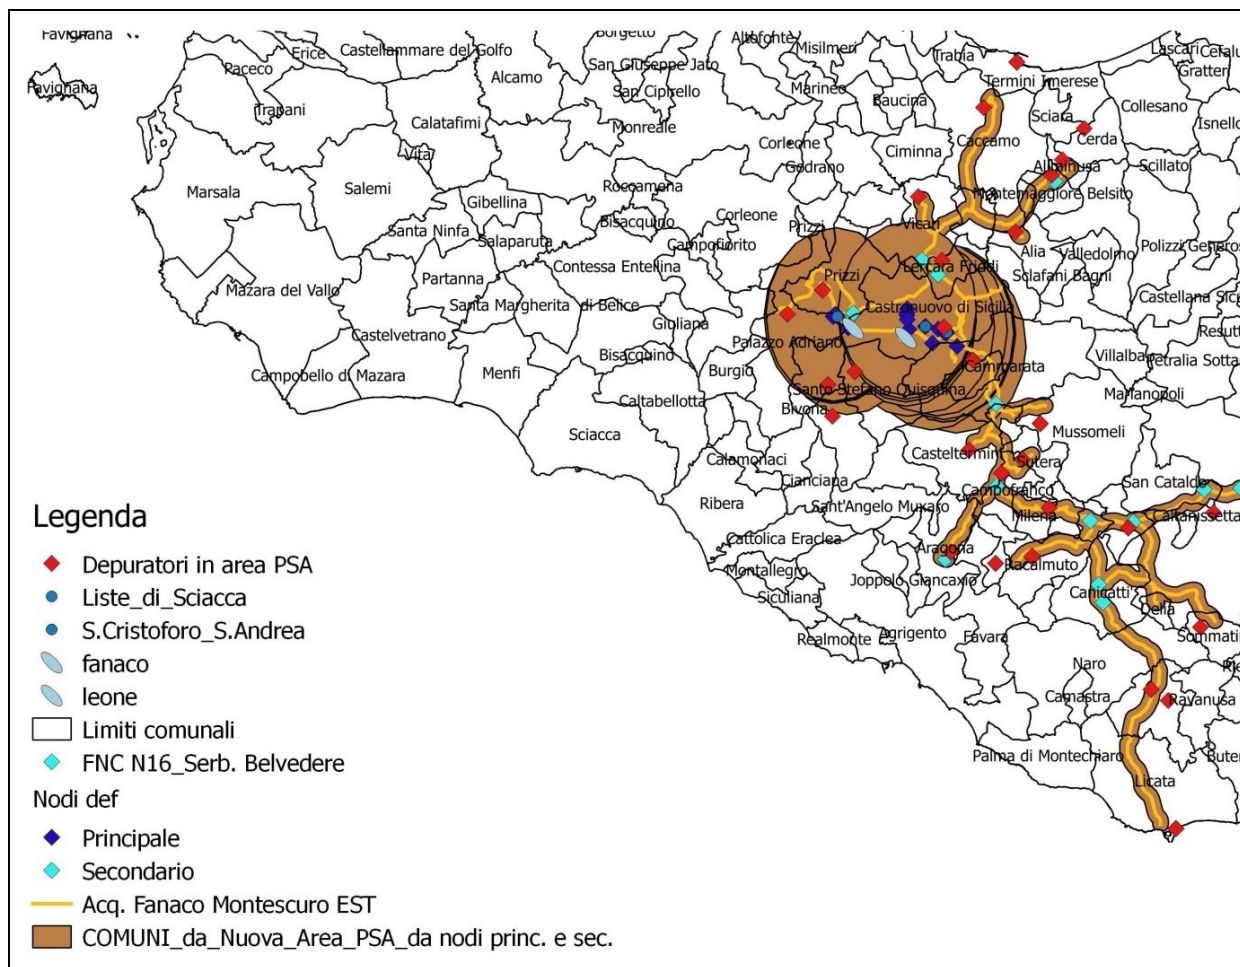 Favignana
Erice
Castellammare del Golfo
Borgetto
Altofonte
Misilmeri
Trabia
Lascari
Cefalu
Paceco
Alcamo
San Giuseppe Jato
Termini Imerese
Gratteri
Favignana
Trapani
San Cipirello
Marineo
Baucina
Sciara
Collesano
Isnello
Calatafimi
Monreale
Corleone
Caccamo
Cerda
Vita
Godrano
Ciminna
Aliminusa
Scillato
Marsala
Salemi
Roccamena
Montemaggiore Belsito
Gibellina
Bisacquino
Corleone
Prizzi
Vicari
Santa Ninfa
Salaparuta
Campofiorito
Alia
Valledolmo
Polizzi Generos
Partanna
Contessa Entellina
Prizzi
Lercara Friddi
Sclafani Bagni
Mazara del Vallo
Santa Margherita di Belice
Castronuovo di Sicilia
Castellana Sic
Castelvetrano
Giuliana
Palazzo Adriano
Resutt
Campobello di Mazara
Menfi
Bisacquino
Burgio
Cammarata
Villalba
Petralia Sotta
Caltabellotta
Santo Stefano Quisquina
Marianopoli
Bivona
Sciacca
Mussomeli
Calamonaci
Casteltermini
Sutera
Cianciana
San Cataldo
Ribera
Sant'Angelo Muxaro
Campofranco
Milena
Caltanissetta
Cattolica Eraclea
Aragona
Montallegro
Joppolo Giancaxio
Racalmuto
Siculiana
Canicatti'
Delia
Realmonte
Agrigento
Favara
Sommatin
Naro
Camastra
Ravanusa
Palma di Montechiaro
Licata
Legenda
Depuratori in area PSA
Liste_di_Sciacca
S.Cristoforo_S.Andrea
fanaco
leone
Limiti comunali
FNC N16_Serb. Belvedere
Nodi def
Principale
Secondario
Acq. Fanaco Montescuro EST
COMUNI_da_Nuova_Area_PSA_da nodi princ. e sec.